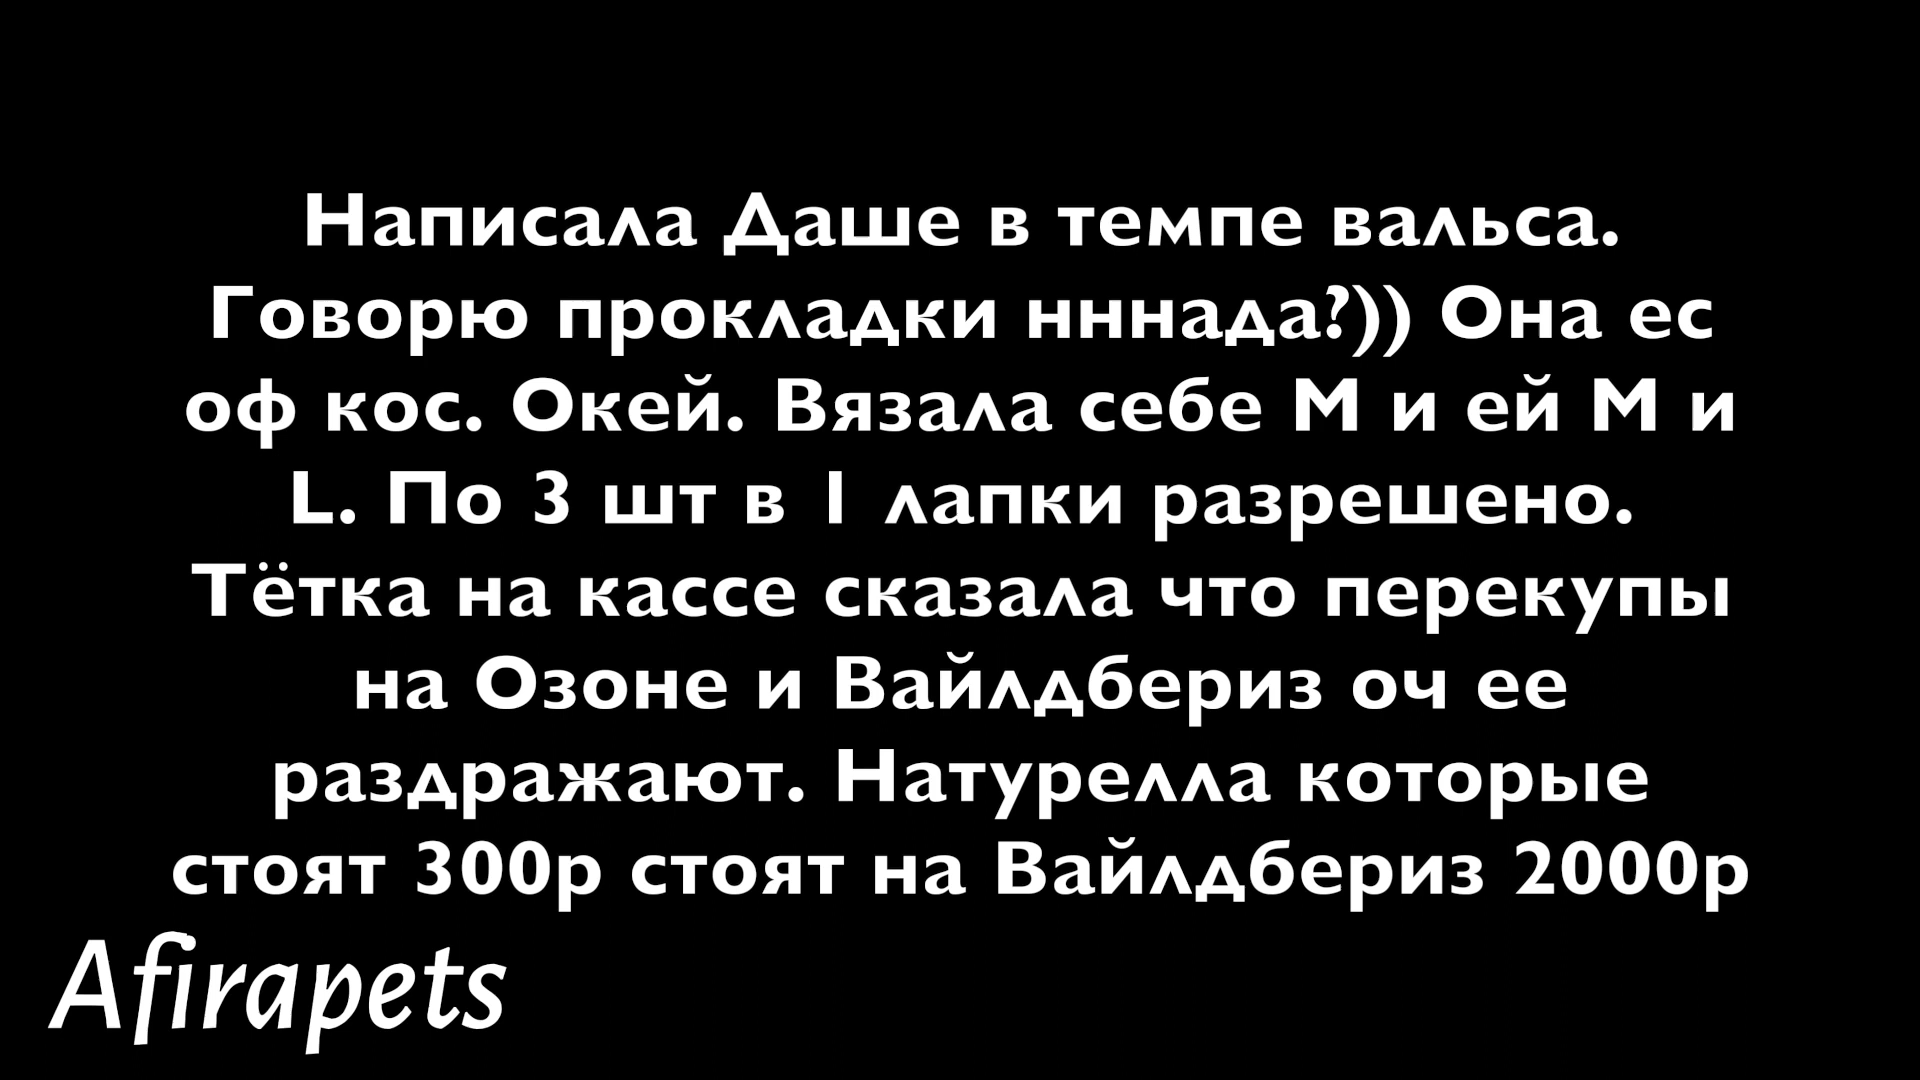 Написала Даше в темпе вальса.
Говорю прокладки нннада?)) Она ес
оф кос. Окей. Вязала себе М и ей М и
L. По 3 шт в 1 лапки разрешено.
Тётка на кассе сказала что перекупы
на Озоне и Вайлдбериз оч ее
раздражают. Натурелла которые
стоят 300р стоят на Вайлдбериз 2000р
Afirapets